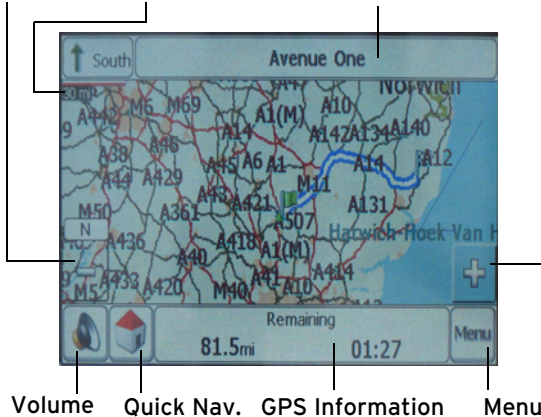 South
Avenue One
Norwich
M6
M69
A1(M)
A10
A442
A14
A142
A134
A140
A38
A46
A45
A6
A1
A14
A12
A44
A429
M11
A43
A421
A131
M50
A361
A507
N
Harwich-Hoek Van H
A436
A418
A1(M)
A40
A414
A41
A433
A420
M40
A10
M5
Remaining
81.5mi
01:27
Menu
Volume
Quick Nav.
GPS Information
Menu